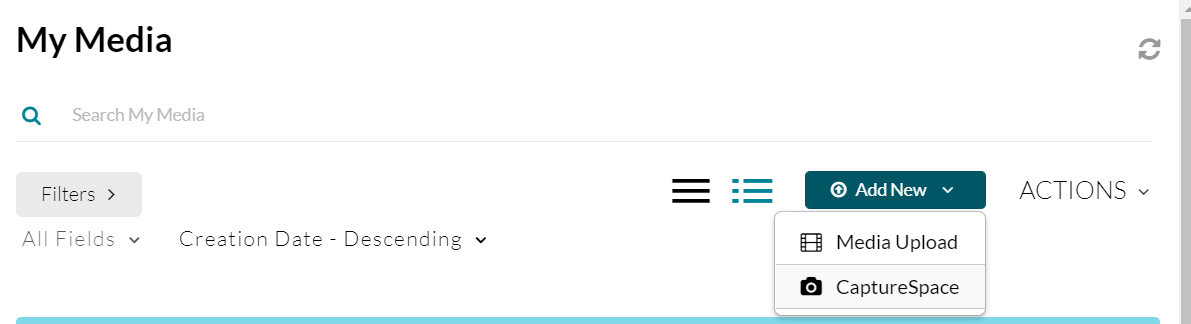 My Media
Search My Media
Filters
Add New
ACTIONS
All Fields
Creation Date - Descending
Media Upload
CaptureSpace